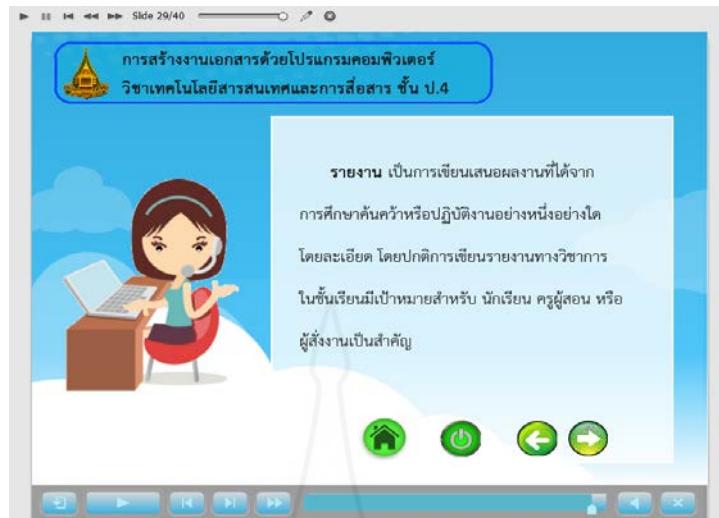 Slide 29/40
การสร้างงานเอกสารด้วยโปรแกรมคอมพิวเตอร์
วิชาเทคโนโลยีสารสนเทศและการสื่อสาร ชั้น ป.4
รายงาน เป็นการเขียนเสนอผลงานที่ได้จาก
การศึกษาค้นคว้าหรือปฏิบัติงานอย่างหนึ่งอย่างใด
โดยละเอียด โดยปกติการเขียนรายงานทางวิชาการ
ในชั้นเรียนมีเป้าหมายสำหรับ นักเรียน ครูผู้สอน หรือ
ผู้สั่งงานเป็นสำคัญ